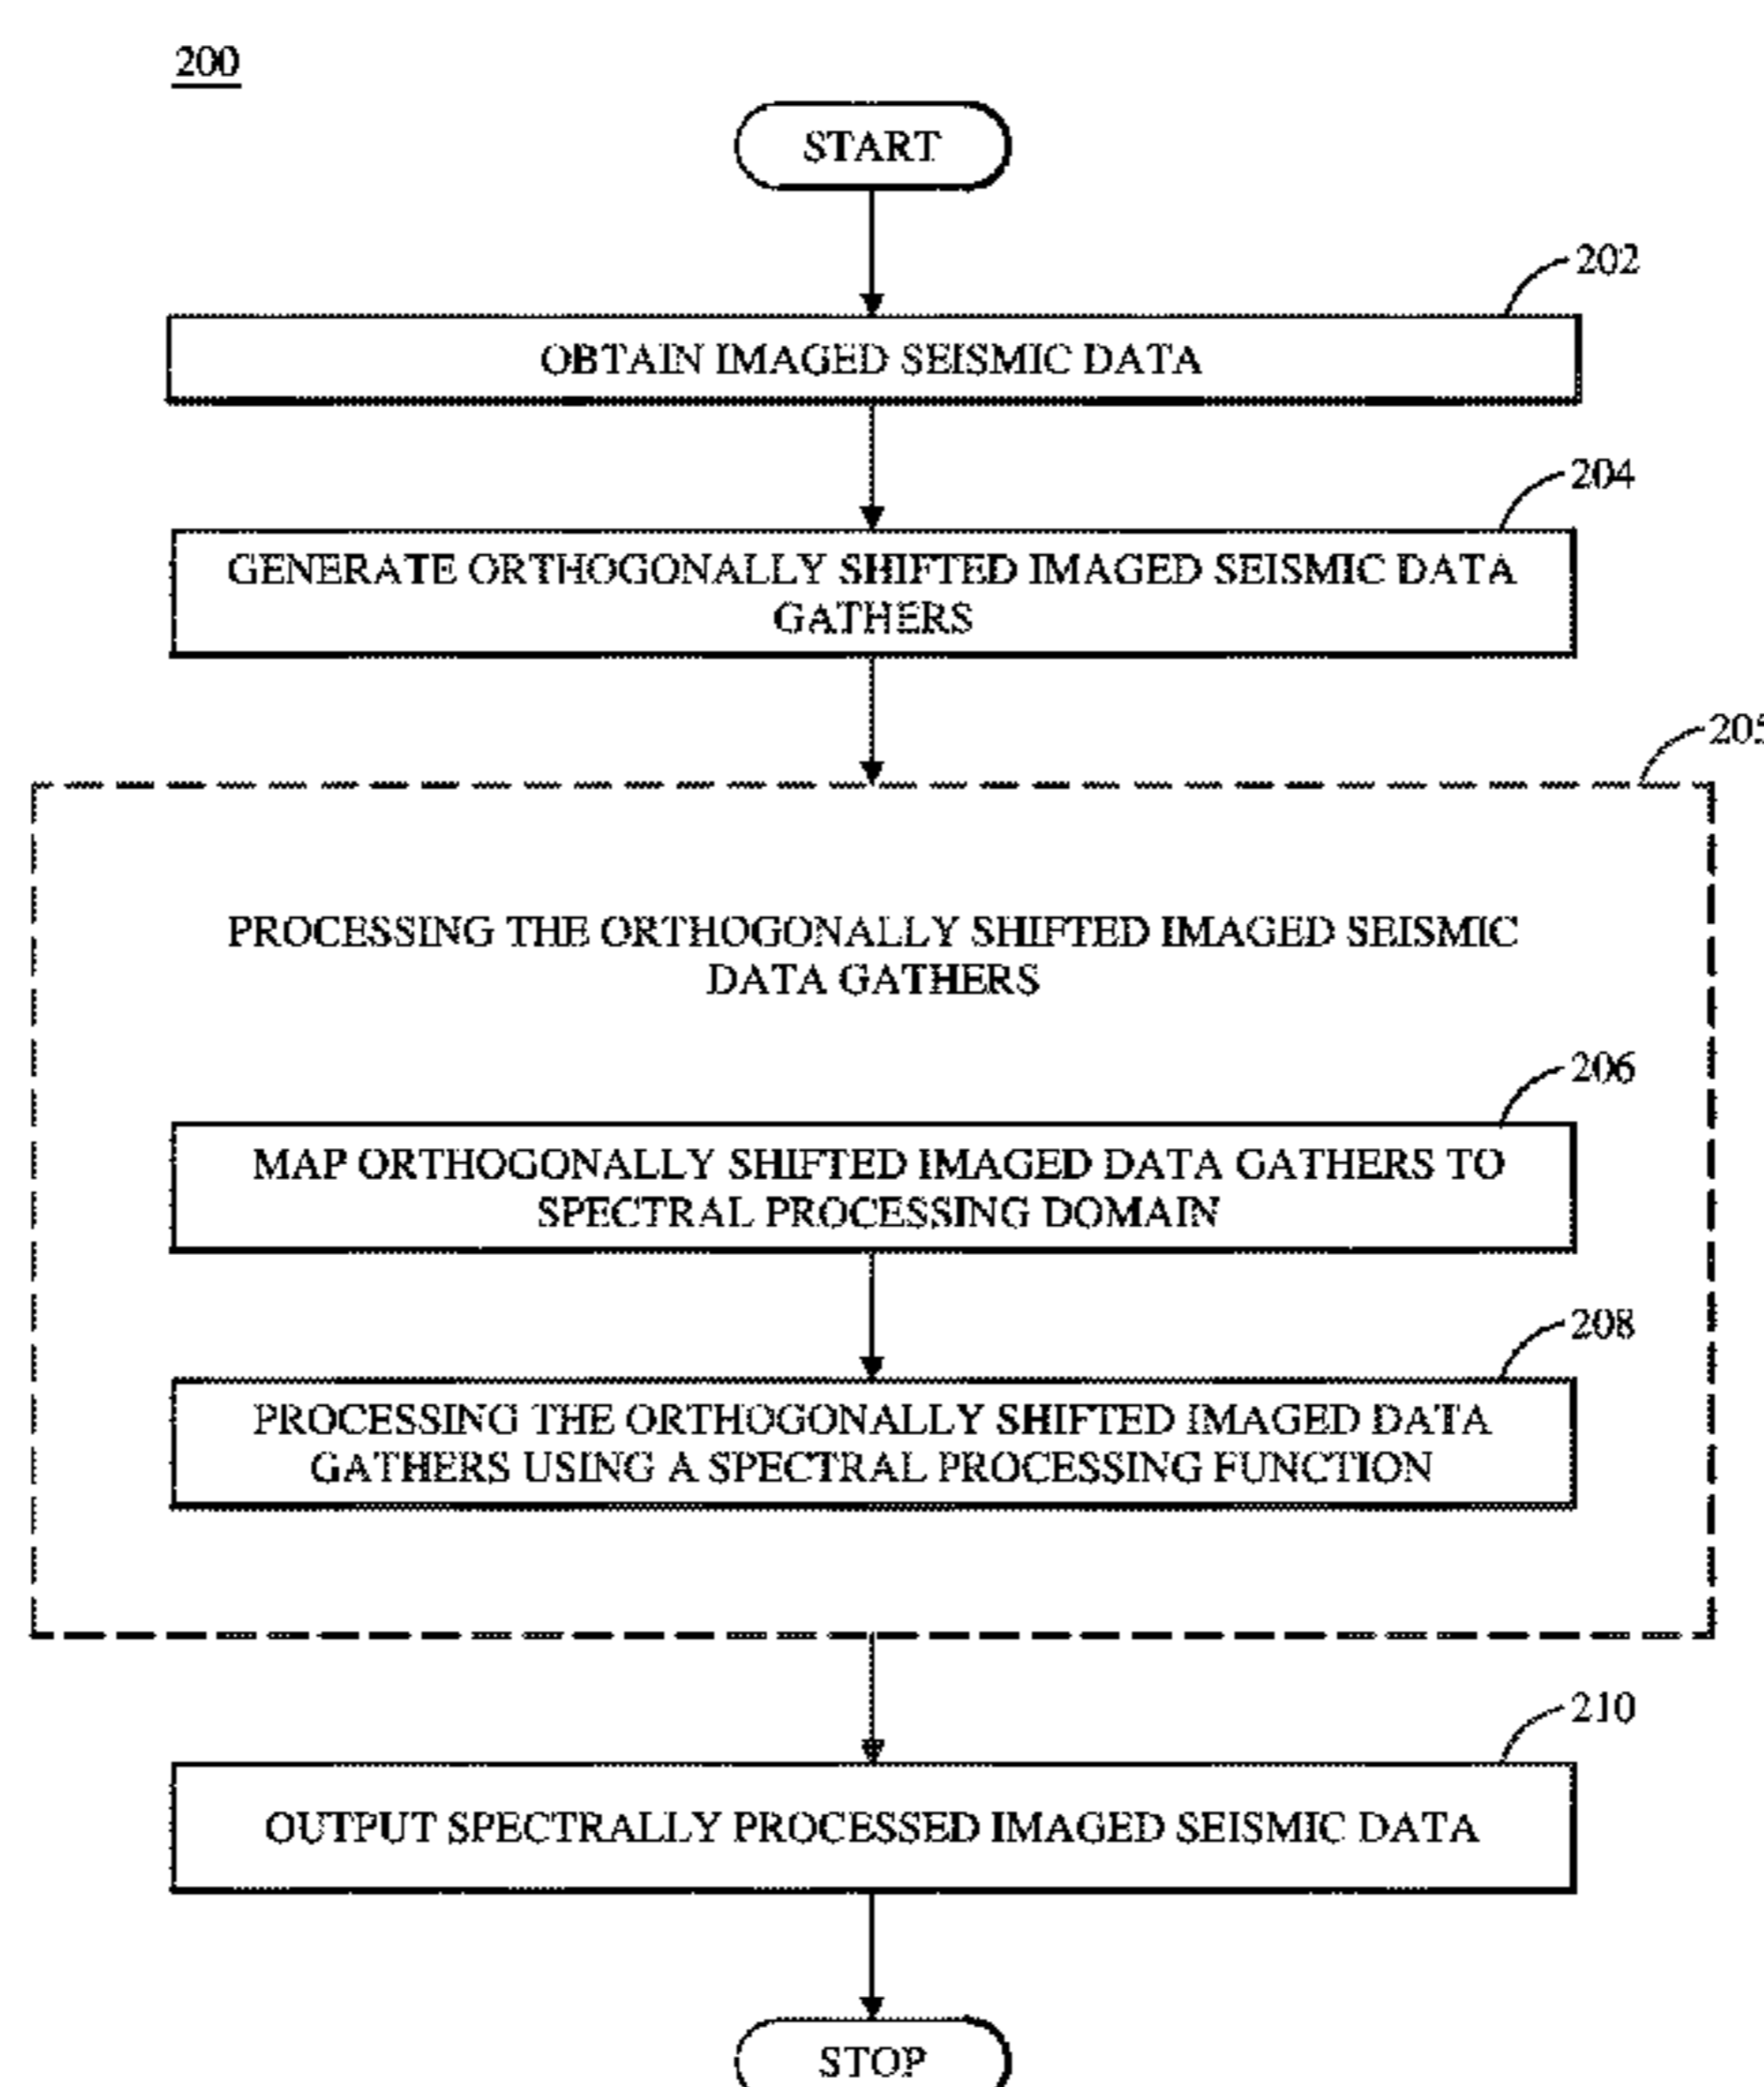 200
START
202
OBTAIN IMAGED SEISMIC DATA
204
GENERATE ORTHOGONALLY SHIFTED IMAGED SEISMIC DATA
GATHERS
205
PROCESSING THE ORTHOGONALLY SHIFTED IMAGED SEISMIC
DATA GATHERS
206
MAP ORTHOGONALLY SHIFTED IMAGED DATA GATHERS TO
SPECTRAL PROCESSING DOMAIN
208
PROCESSING THE ORTHOGONALLY SHIFTED IMAGED DATA
GATHERS USING A SPECTRAL PROCESSING FUNCTION
210
OUTPUT SPECTRALLY PROCESSED IMAGED SEISMIC DATA
STOP